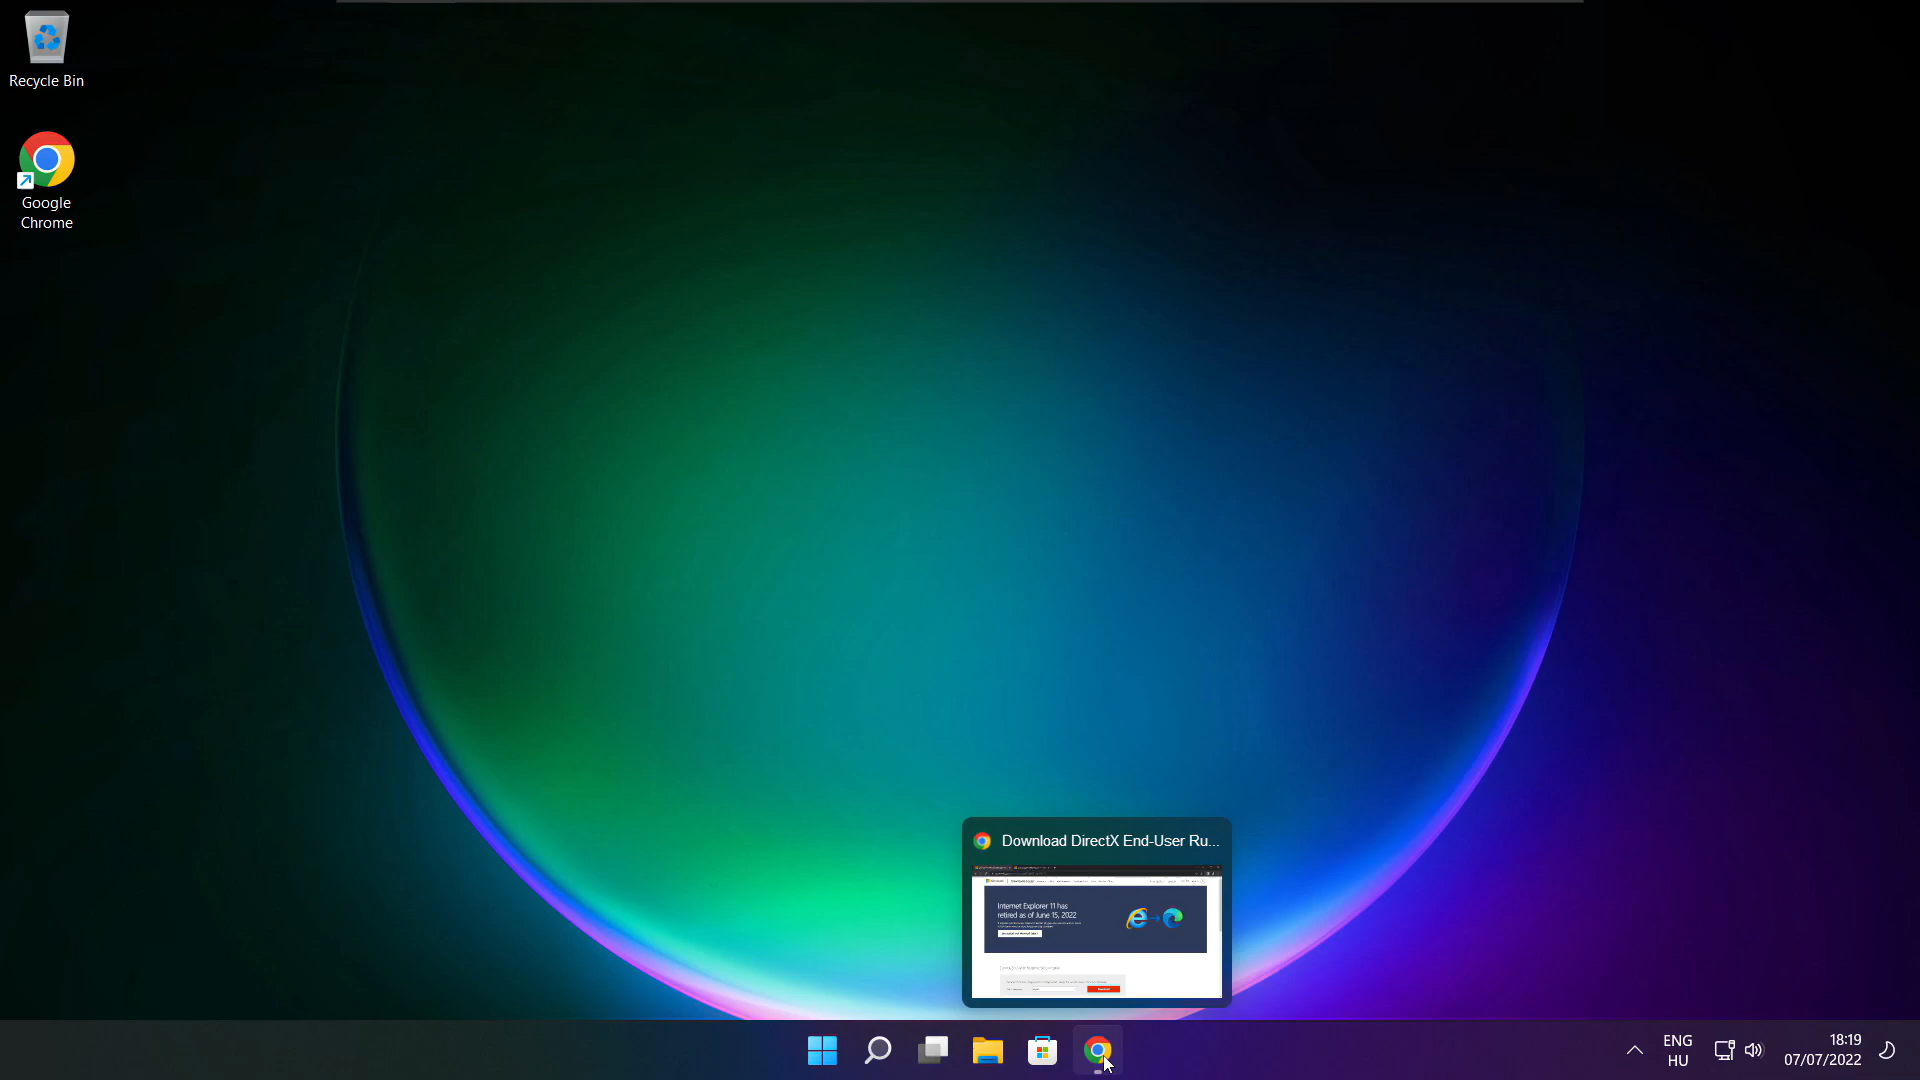 Recycle Bin
Google
Chrome
Download DirectX End-User Ru...
Internet Explorer 11 has
retired as of June 15, 2022
ENG
HU
18:19
07/07/2022